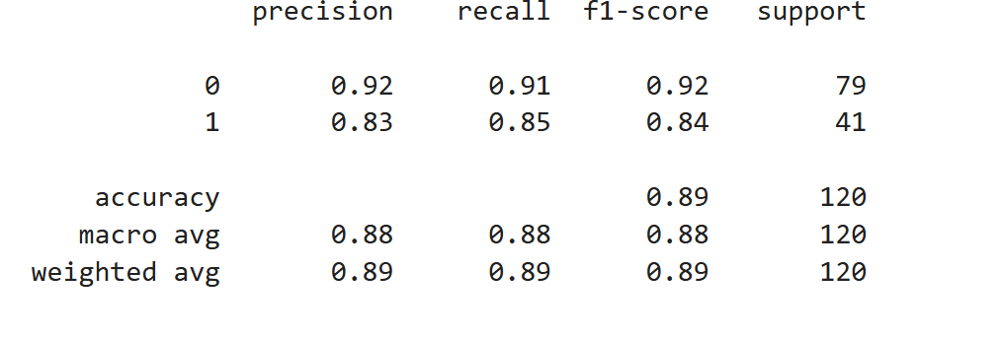 precision recall f1-score support
0 0.92 0.91 0.92 79
1 0.83 0.85 0.84 41
accuracy 0.89 120
macro avg 0.88 0.88 0.88 120
weighted avg 0.89 0.89 0.89 120